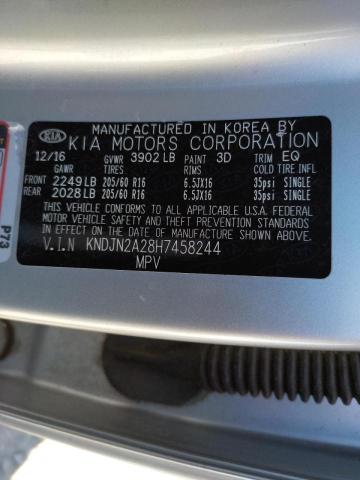 MANUFACTURED IN KOREA BY
KIA KIA MOTORS CORPORATION
12/16 GVWR 3902 LB PAINT 3D TRIM EQ
GAWR TIRES RIMS COLD TIRE INFL
FRONT 2249 LB 205/60 R16 6.5JX16 35psi SINGLE
REAR 2028 LB 205/60 R16 6.5JX16 35psi SINGLE
THIS VEHICLE CONFORMS TO ALL APPLICABLE U.S.A. FEDERAL
MOTOR VEHICLE SAFETY, BUMPER, AND THEFT PREVENTION
STANDARDS IN EFFECT ON THE DATE OF MANUFACTURE SHOWN ABOVE.
V.I.N KNDJN2A28H7458244
MPV
P73